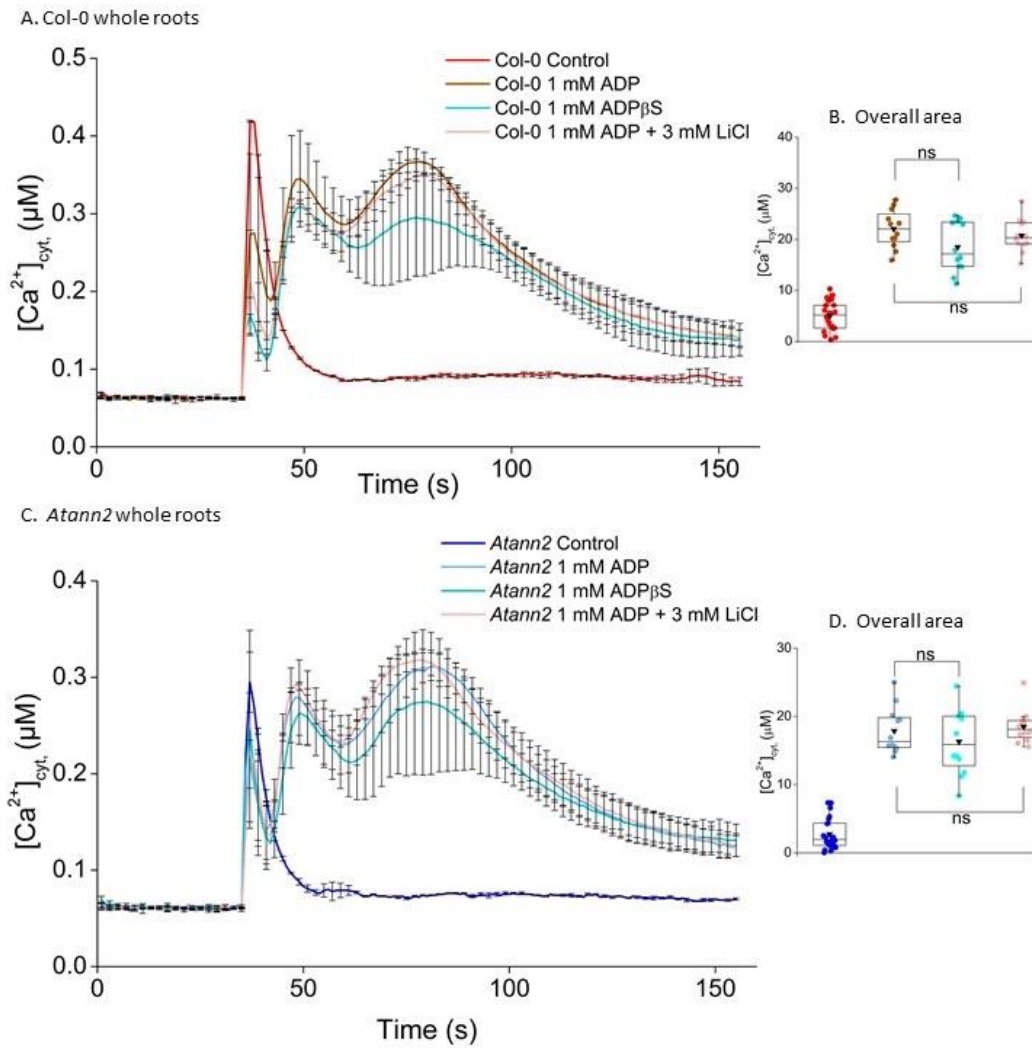 A. Col-0 whole roots
0.5
0.4
0.3
0.2
0.1
0.0
[Ca²⁺]cyt, (µM)
Col-0 Control
Col-0 1 mM ADP
Col-0 1 mM ADPβS
Col-0 1 mM ADP + 3 mM LiCl
0
50
100
150
Time (s)
B. Overall area
40
30
20
10
0
[Ca²⁺]cyt, (µM)
ns
ns
C. Atann2 whole roots
0.4
0.3
0.2
0.1
0.0
[Ca²⁺]cyt, (µM)
Atann2 Control
Atann2 1 mM ADP
Atann2 1 mM ADPβS
Atann2 1 mM ADP + 3 mM LiCl
0
50
100
150
Time (s)
D. Overall area
30
20
10
0
[Ca²⁺]cyt, (µM)
ns
ns